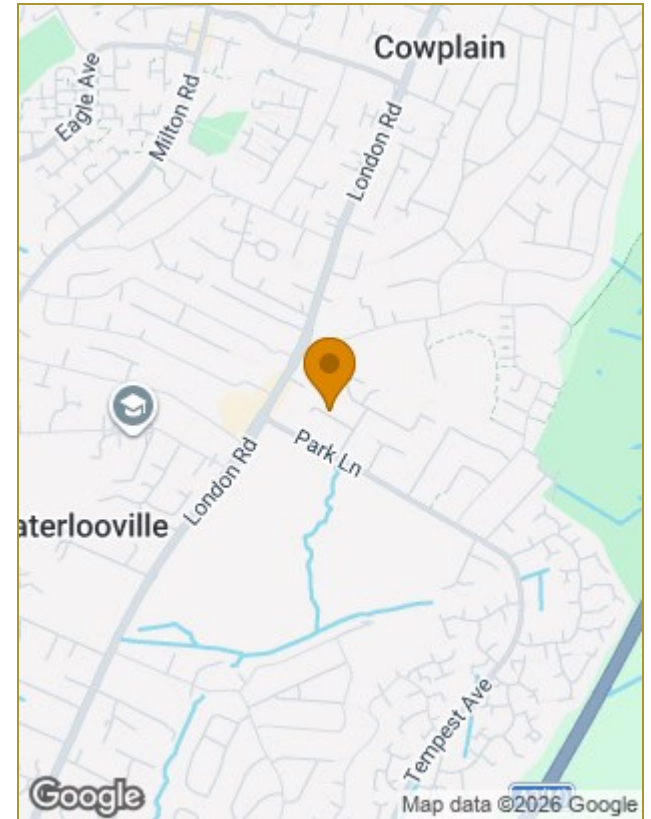 Cowplain
Eagle Ave
Milton Rd
London Rd
Park Ln
London Rd
aterlooville
Tempest Ave
Google
Map data ©2026 Google